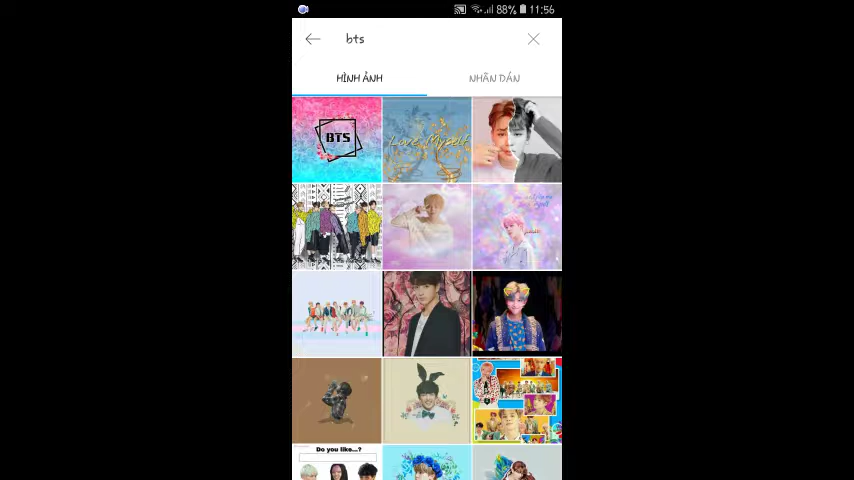 88% 11:56
bts
HÌNH ẢNH
NHÃN DÁN
BTS
Love Myself
Do you like...?